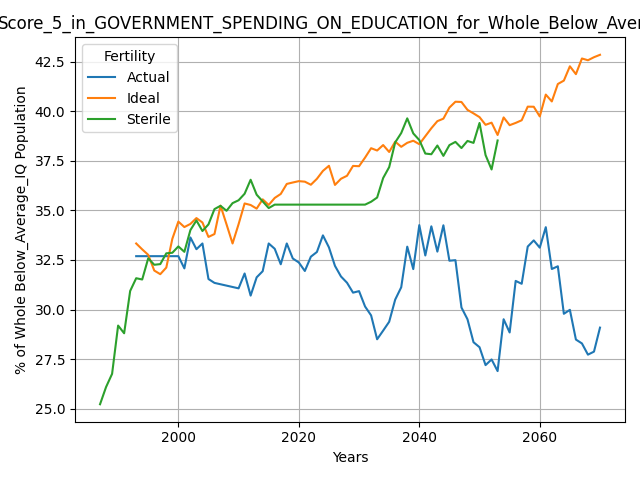 Score_5_in_GOVERNMENT_SPENDING_ON_EDUCATION_for_Whole_Below_Aver
Fertility
Actual
Ideal
Sterile
% of Whole Below_Average_IQ Population
42.5
40.0
37.5
35.0
32.5
30.0
27.5
25.0
2000
2020
2040
2060
Years